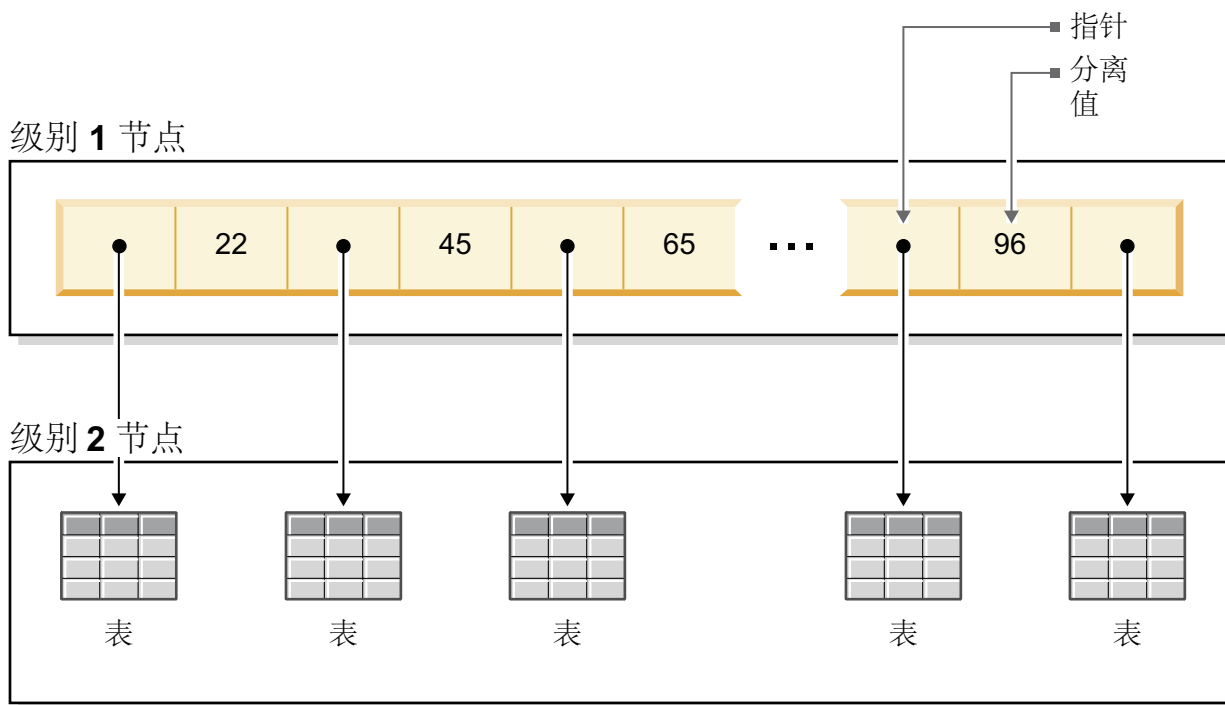 指针
分离
值
级别 1 节点
22 45 65 ... 96
级别 2 节点
表 表 表 表 表